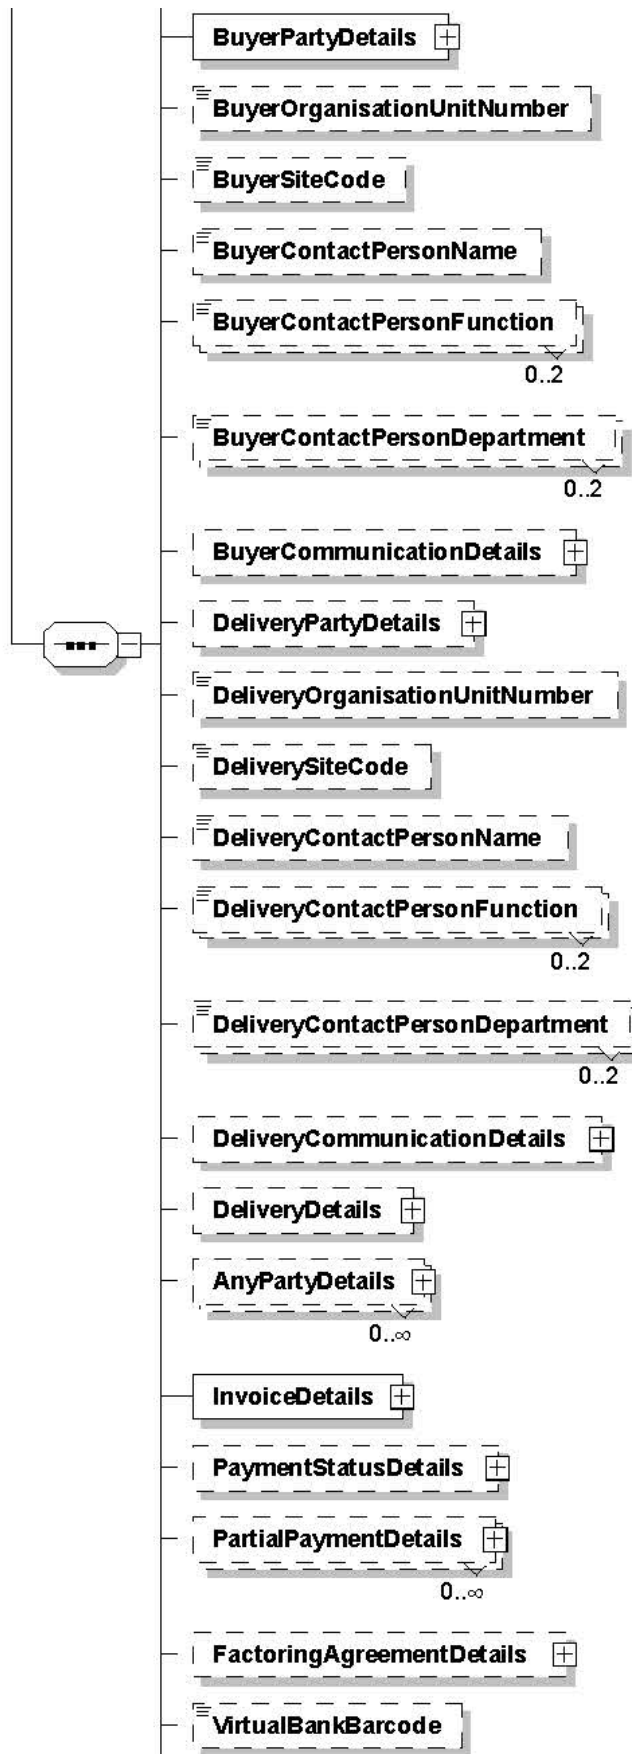 BuyerPartyDetails
BuyerOrganisationUnitNumber
BuyerSiteCode
BuyerContactPersonName
BuyerContactPersonFunction
0..2
BuyerContactPersonDepartment
0..2
BuyerCommunicationDetails
DeliveryPartyDetails
DeliveryOrganisationUnitNumber
DeliverySiteCode
DeliveryContactPersonName
DeliveryContactPersonFunction
0..2
DeliveryContactPersonDepartment
0..2
DeliveryCommunicationDetails
DeliveryDetails
AnyPartyDetails
0..∞
InvoiceDetails
PaymentStatusDetails
PartialPaymentDetails
0..∞
FactoringAgreementDetails
VirtualBankBarcode